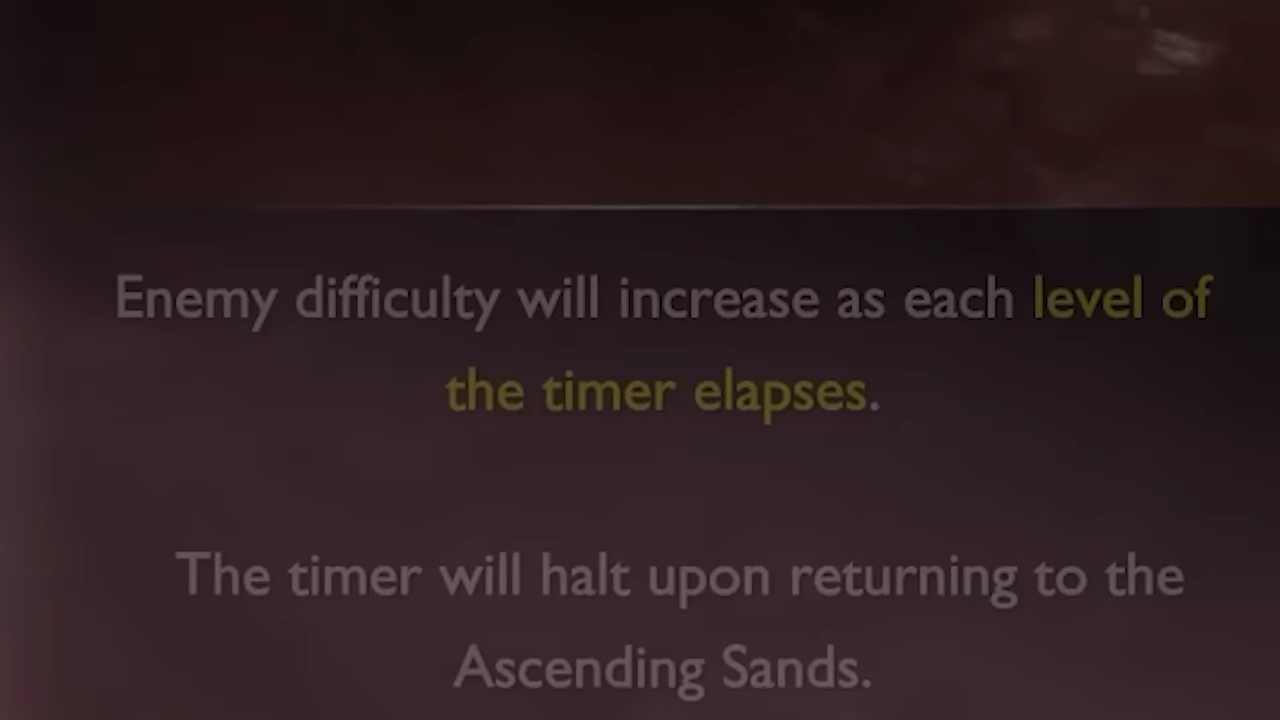 Enemy difficulty will increase as each level of
the timer elapses.
The timer will halt upon returning to the
Ascending Sands.